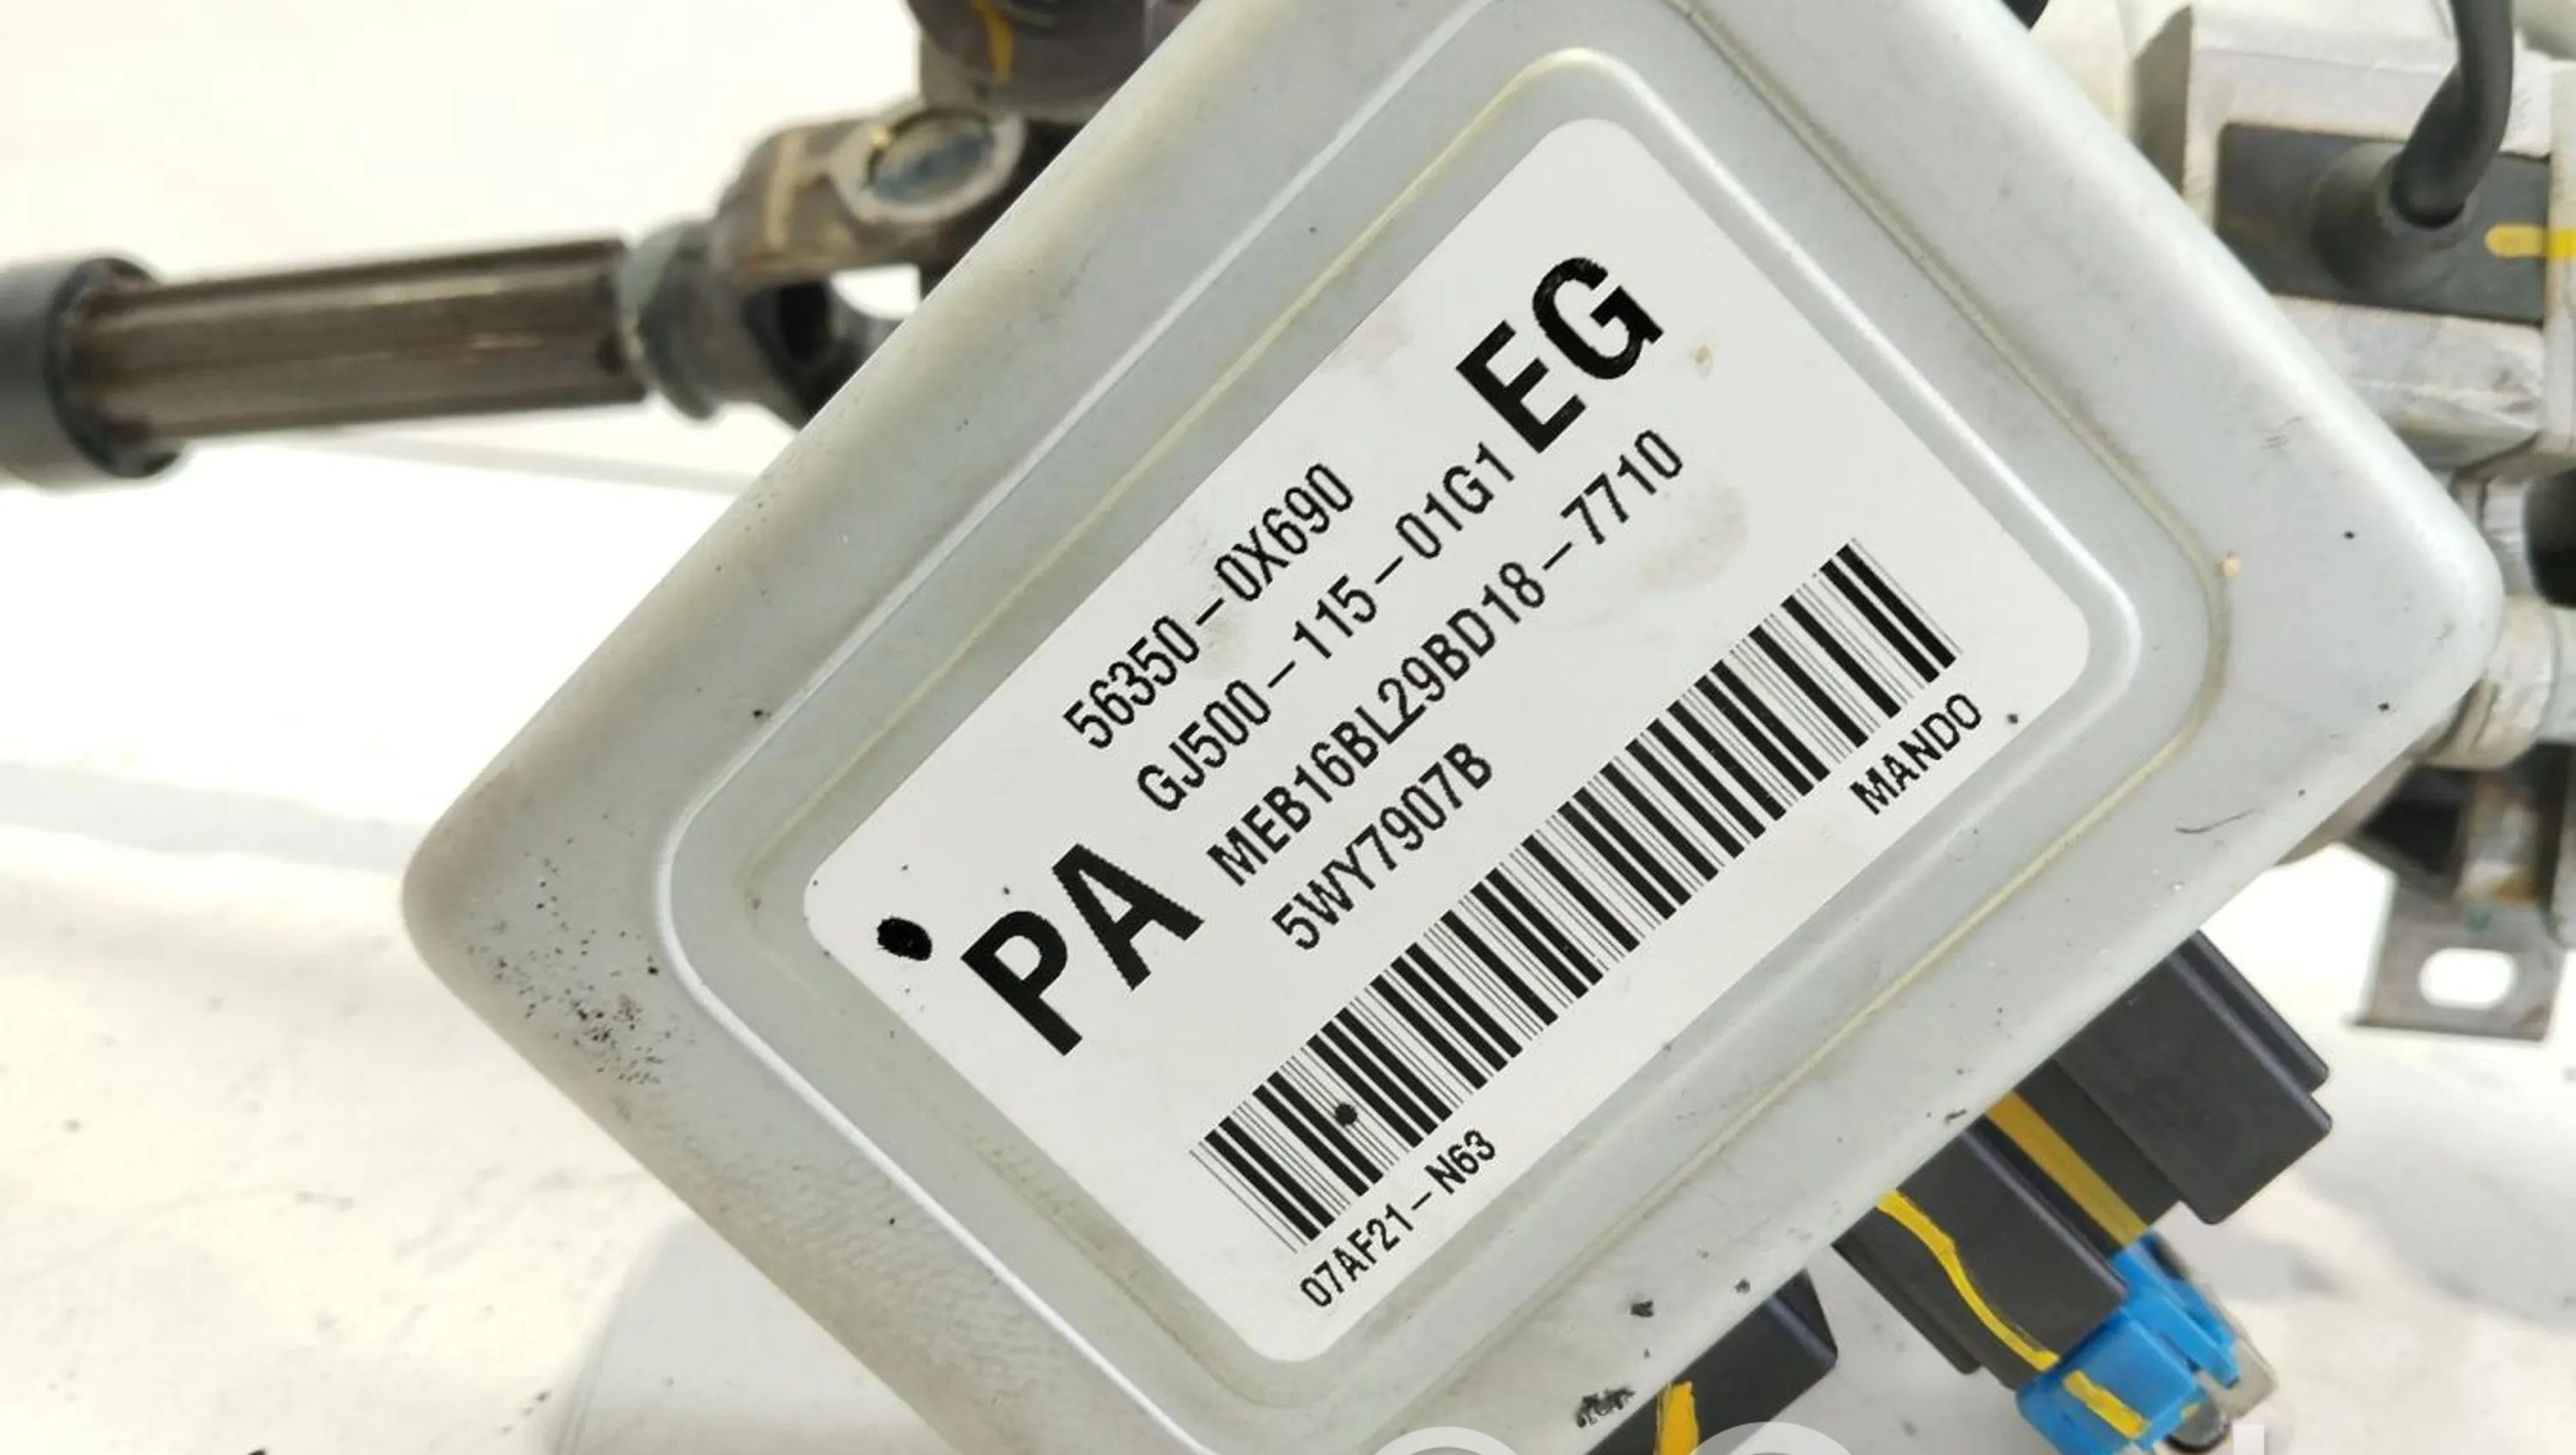 56350-0X690
GJ500-115-01G1 EG
PA MEB16BL29BD18-7710
5WY7907B
07AF21-N63 MANDO